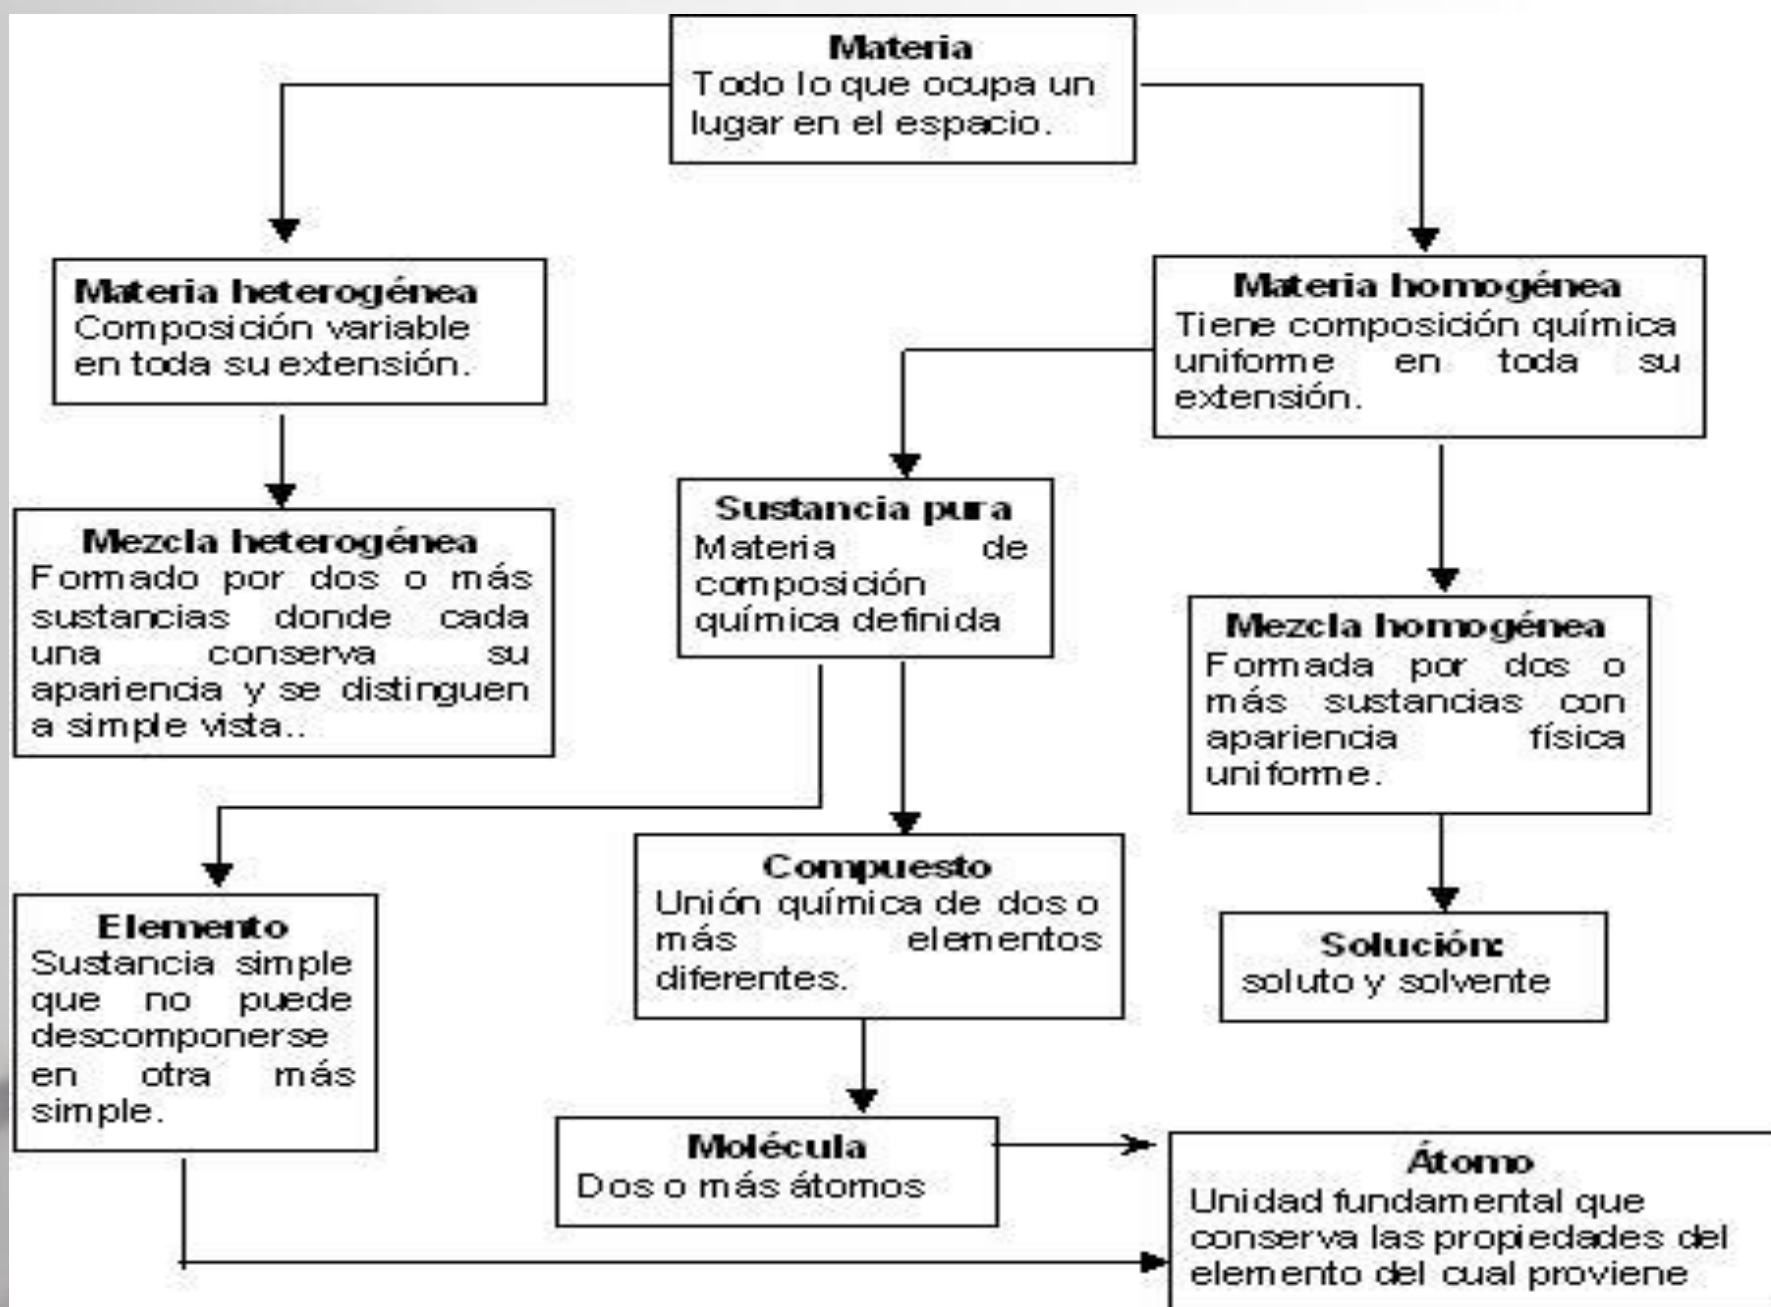 Materia
Todo lo que ocupa un
lugar en el espacio.
Materia heterogénea
Composición variable
en toda su extensión.
Materia homogénea
Tiene composición química
uniforme en toda su
extensión.
Mezcla heterogénea
Formado por dos o más
sustancias donde cada
una conserva su
apariencia y se distinguen
a simple vista..
Sustancia pura
Materia de
composición
química definida
Mezcla homogénea
Formada por dos o
más sustancias con
apariencia física
uniforme.
Elemento
Sustancia simple
que no puede
descomponerse
en otra más
simple.
Compuesto
Unión química de dos o
más elementos
diferentes.
Solución:
soluto y solvente
Molécula
Dos o más átomos
Átomo
Unidad fundamental que
conserva las propiedades del
elemento del cual proviene